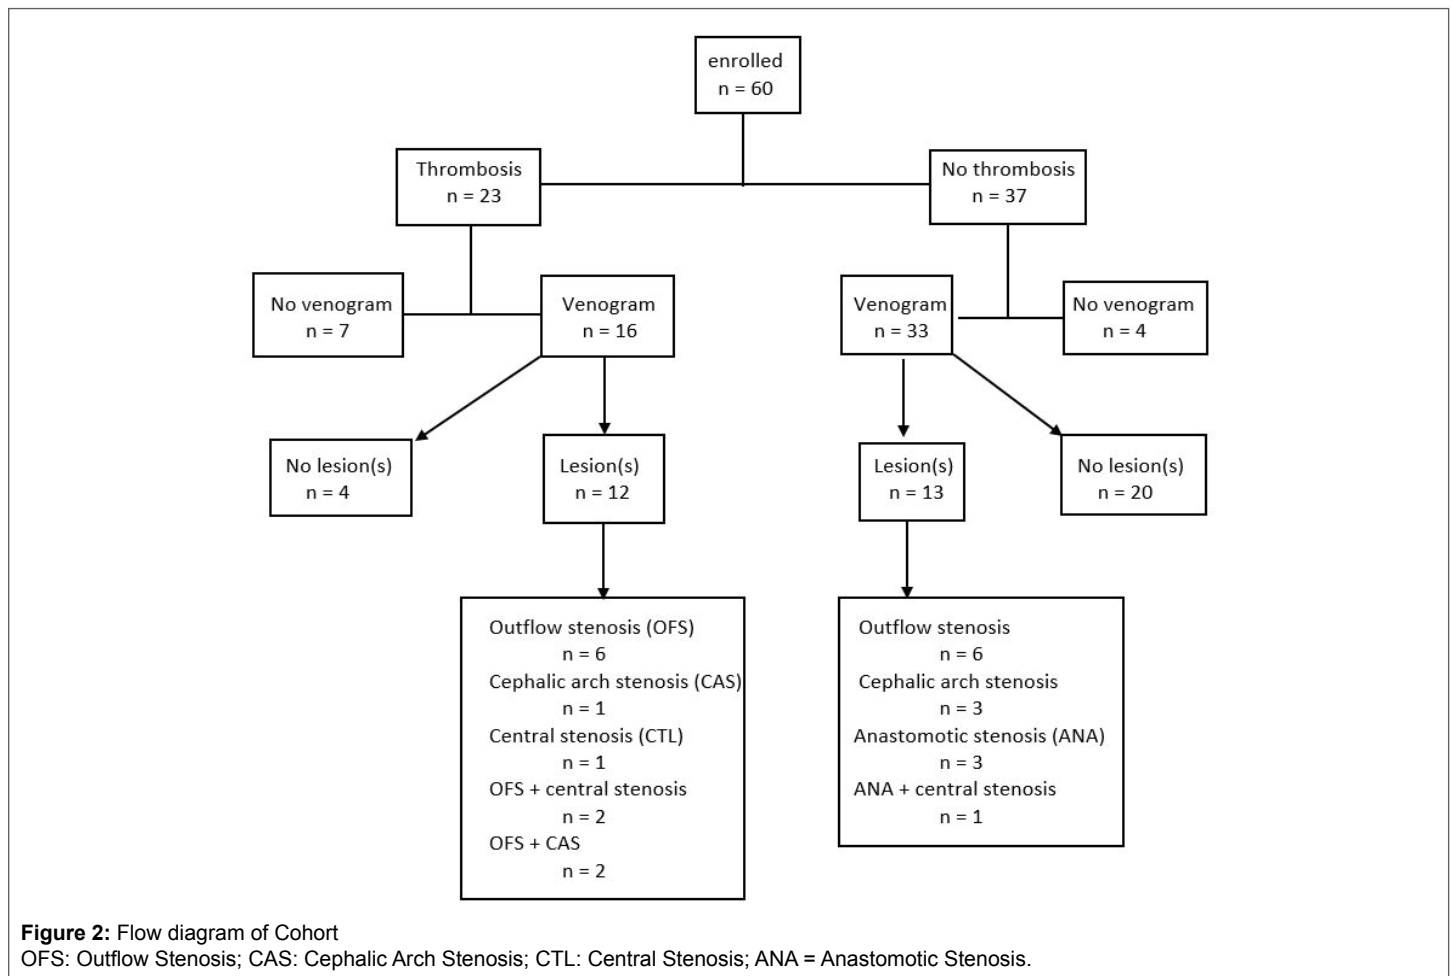 enrolled
n = 60
Thrombosis
n = 23
No thrombosis
n = 37
No venogram
n = 7
Venogram
n = 16
Venogram
n = 33
No venogram
n = 4
No lesion(s)
n = 4
Lesion(s)
n = 12
Lesion(s)
n = 13
No lesion(s)
n = 20
Outflow stenosis (OFS)
n = 6
Cephalic arch stenosis (CAS)
n = 1
Central stenosis (CTL)
n = 1
OFS + central stenosis
n = 2
OFS + CAS
n = 2
Outflow stenosis
n = 6
Cephalic arch stenosis
n = 3
Anastomotic stenosis (ANA)
n = 3
ANA + central stenosis
n = 1
Figure 2: Flow diagram of Cohort
OFS: Outflow Stenosis; CAS: Cephalic Arch Stenosis; CTL: Central Stenosis; ANA = Anastomotic Stenosis.